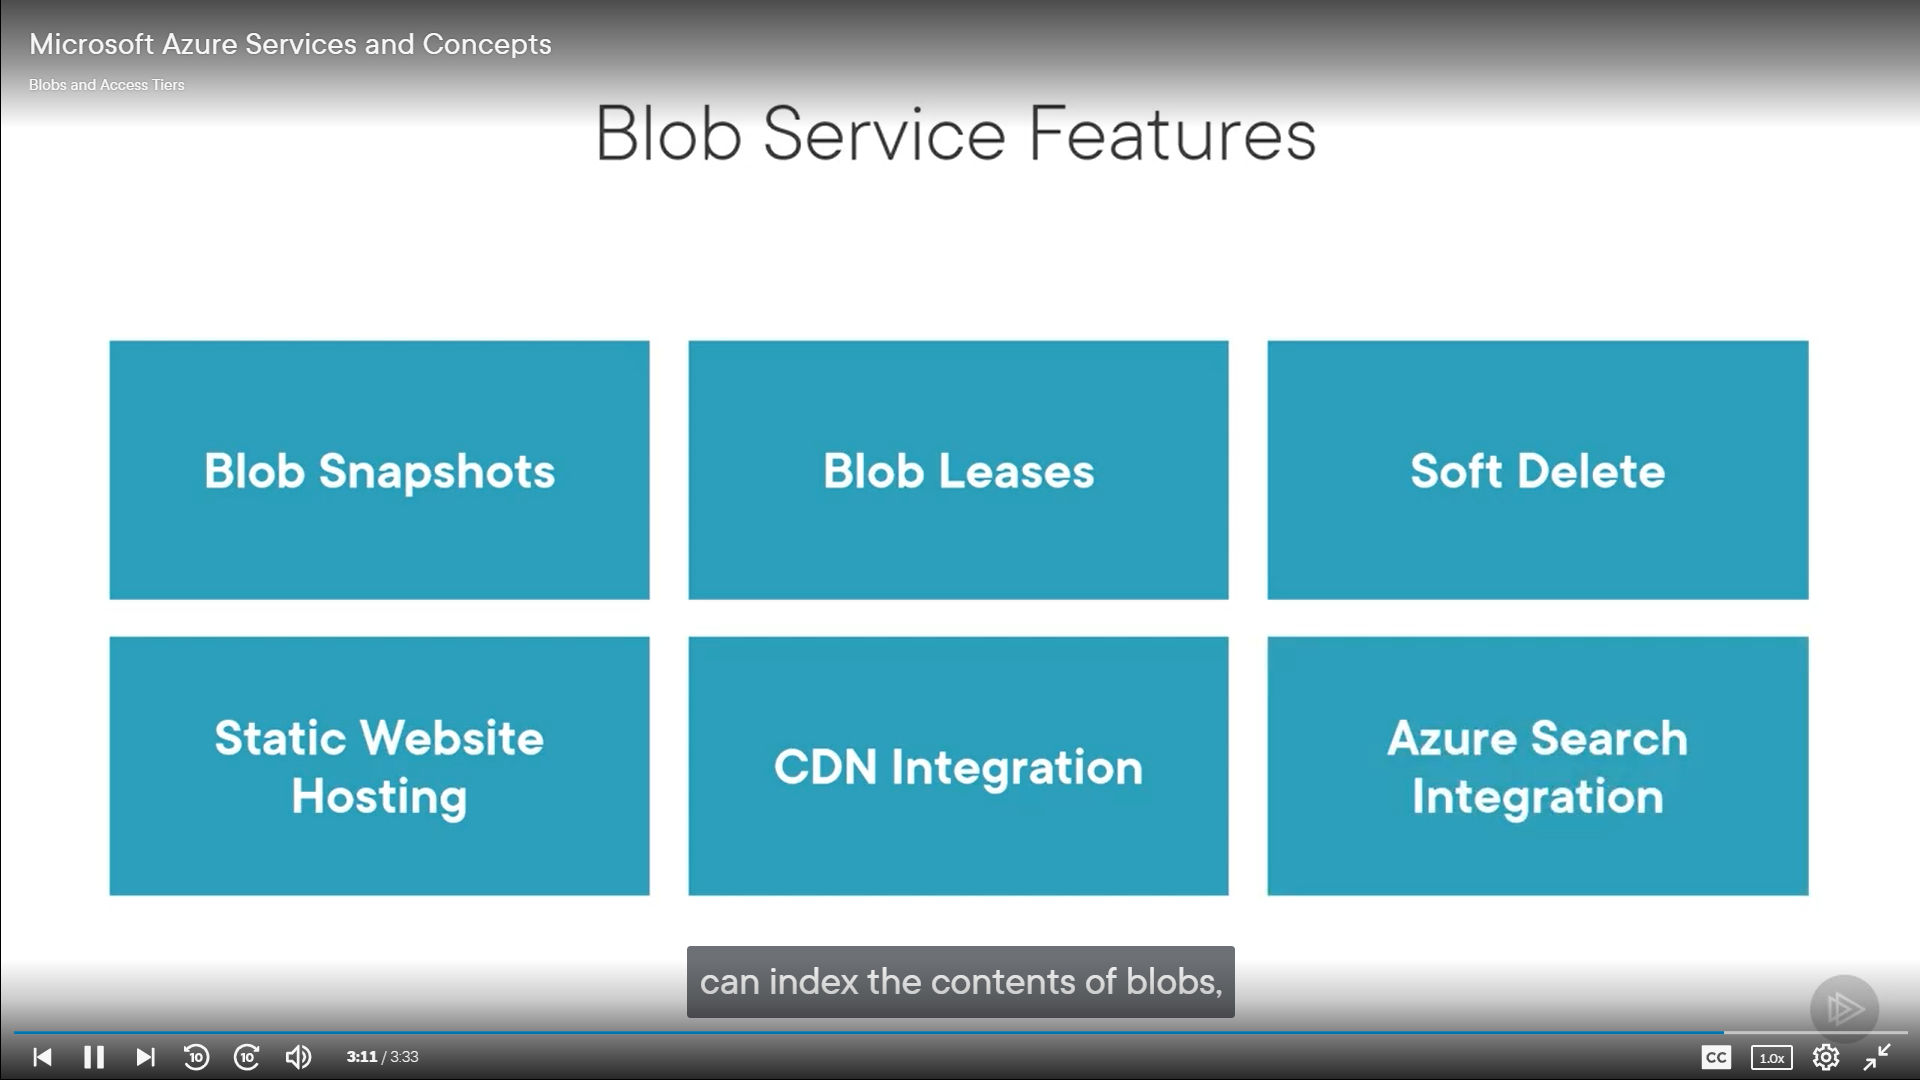 Microsoft Azure Services and Concepts
Blobs and Access Tiers
Blob Service Features
Blob Snapshots
Blob Leases
Soft Delete
Static Website
Hosting
CDN Integration
Azure Search
Integration
can index the contents of blobs,
10
10
3:11 / 3:33
CC
1.0x